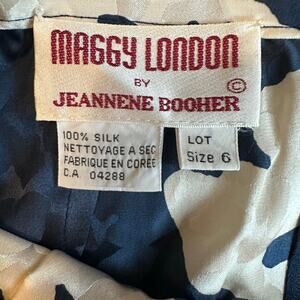 MAGGY LONDON
BY
©
JEANNENE BOOHER
100% SILK
NETTOYAGE A SEC
FABRIQUE EN COREE
C.A 04288
LOT
Size 6